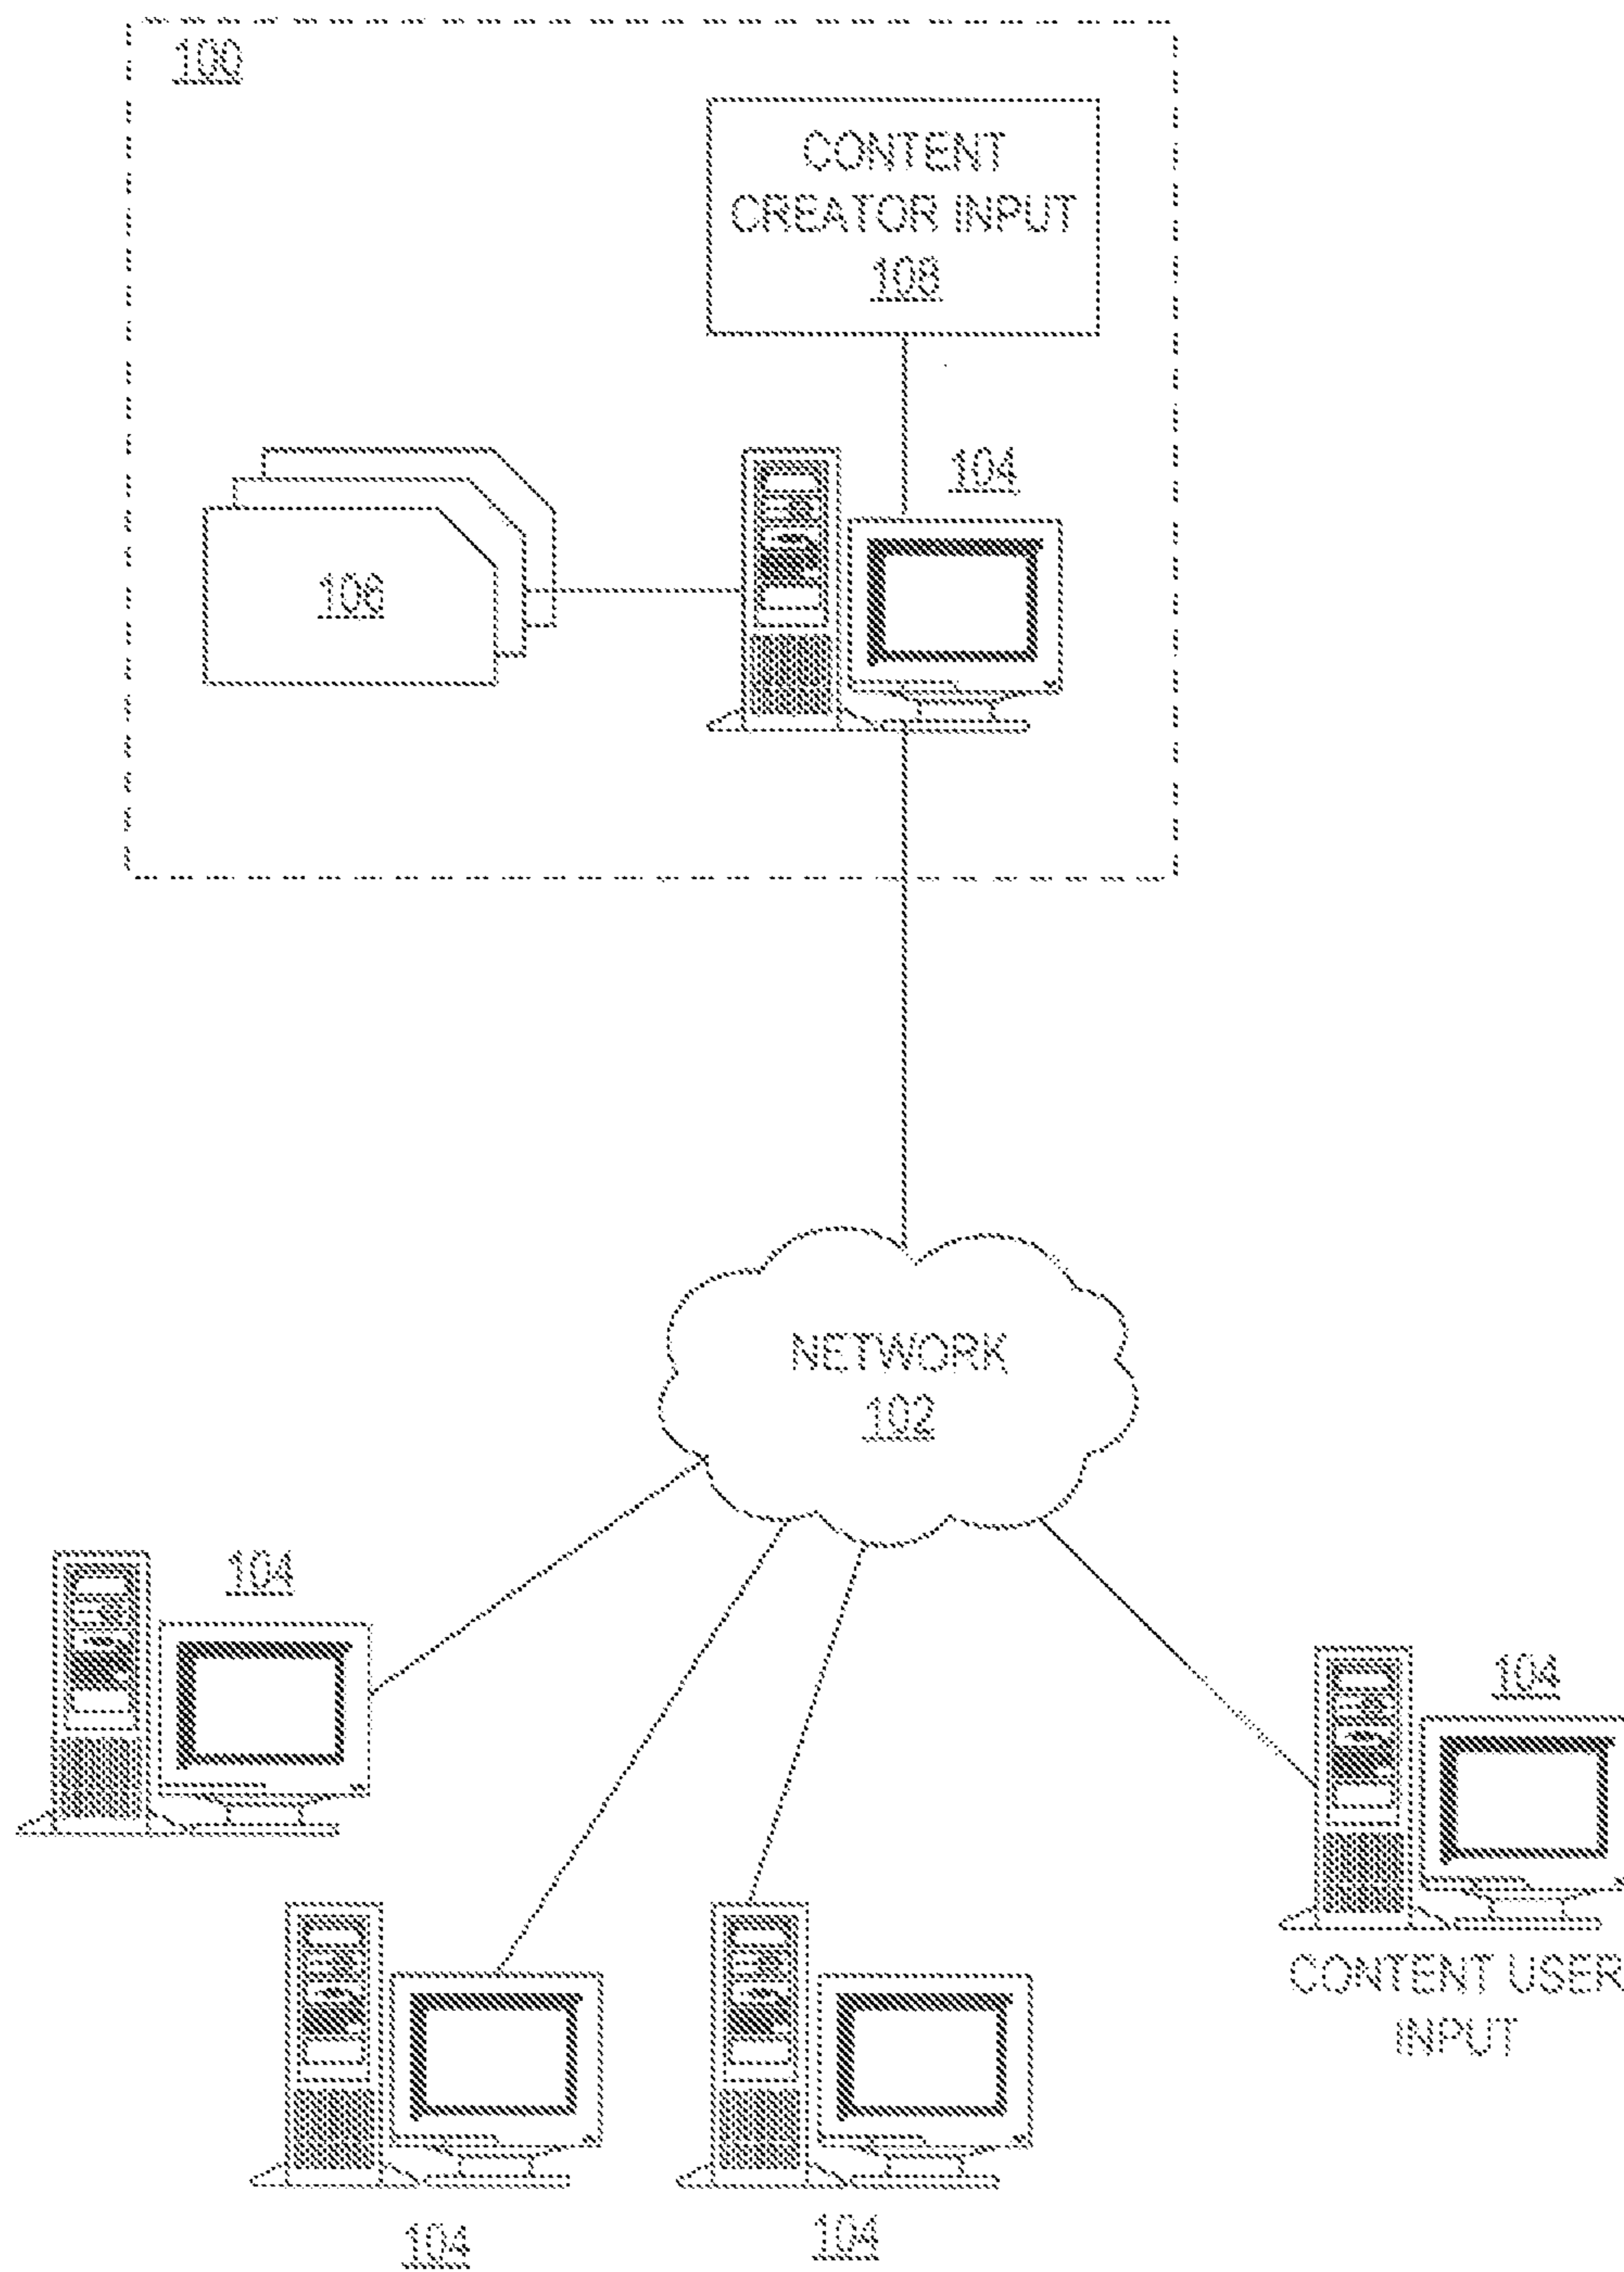 100
CONTENT
CREATOR INPUT
108
104
106
NETWORK
102
104
104
CONTENT USER
INPUT
104
104